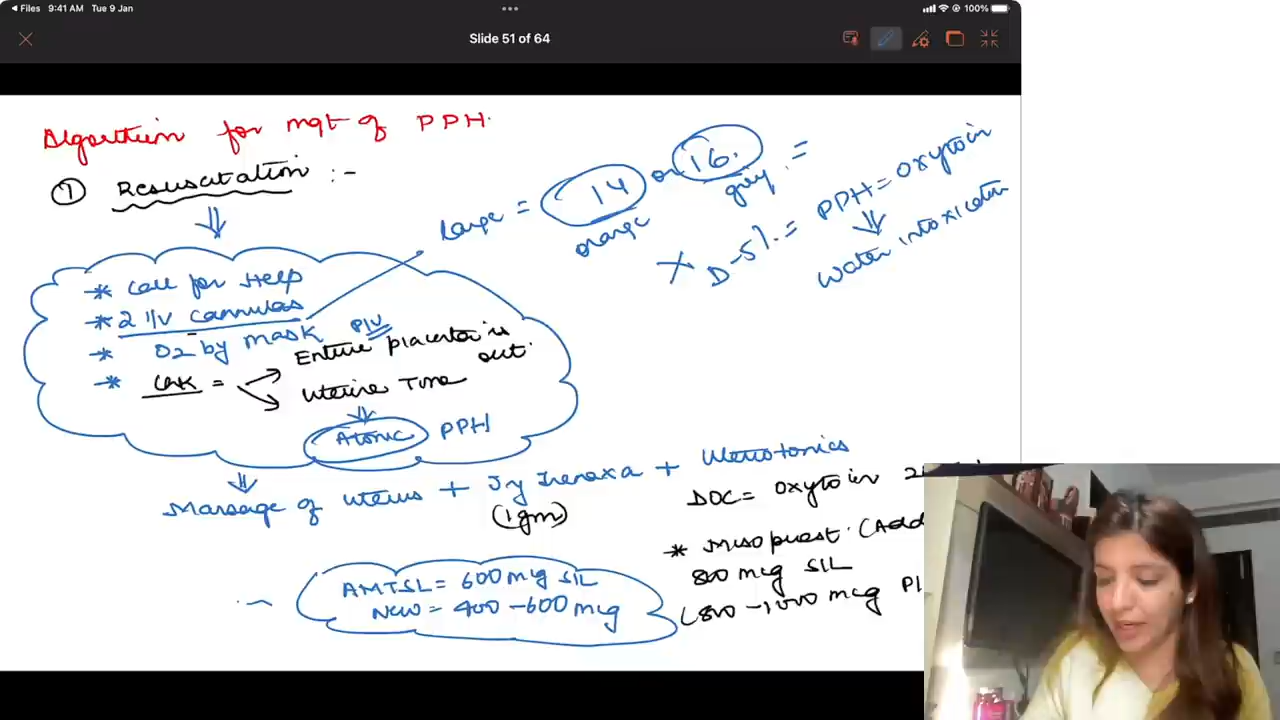 Files 9:41 AM Tue 9 Jan
100%
Slide 51 of 64
Algorithm for mgt of PPH.
① Resuscitation :-
* Call for Help
* 2 I/V cannulas
* O2 by mask
* check =
P/V
Entire placenta is out.
Uterine Tone
Atonic PPH
Large = 14 or 16. =
orange
grey
X D-5% = PPH = Oxytocin
Water intoxication
Massage of uterus + Inj Tranexa + Uterotonics
(1gm)
DOC = Oxytocin
* Misoprost. (Add
800 mcg S/L
(800-1000 mcg P/
AMTSL = 600 mcg S/L
New = 400-600 mcg